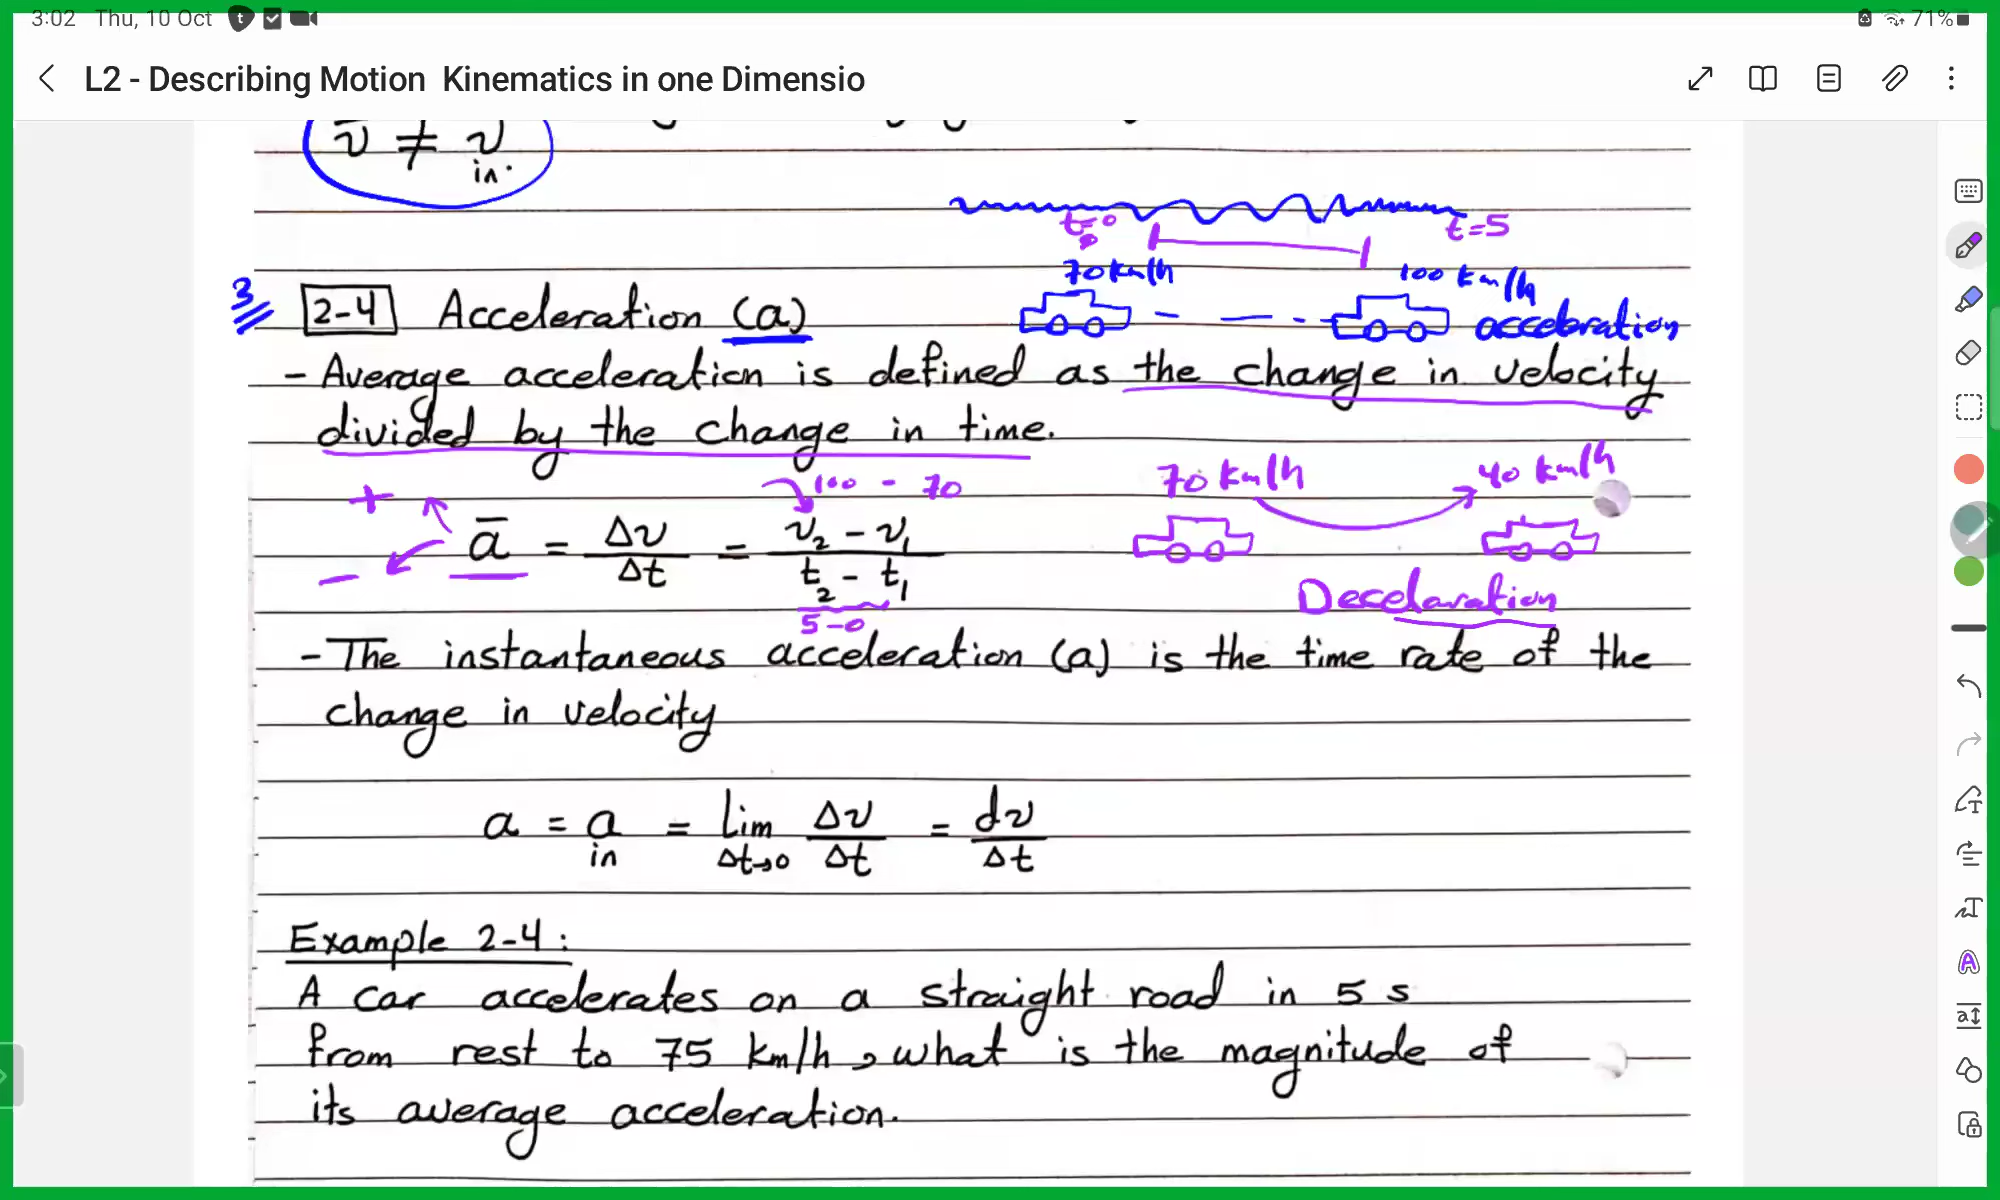 3:02 Thu, 10 Oct t
71%
L2 - Describing Motion Kinematics in one Dimensio
v̅ ≠ v in.
t=0
t=5
70 km/h
100 km/h
3
2-4 Acceleration (a)
acceleration
- Average acceleration is defined as the change in velocity
divided by the change in time.
+
100 - 70
70 km/h
40 km/h
a̅ = Δv/Δt = (v₂ - v₁)/(t₂ - t₁)
−
5-0
Decelaration
- The instantaneous acceleration (a) is the time rate of the
change in velocity
a = a in = Lim Δt→0 Δv/Δt = dv/Δt
Example 2-4:
A car accelerates on a straight road in 5 s
from rest to 75 km/h, what is the magnitude of
its average acceleration.